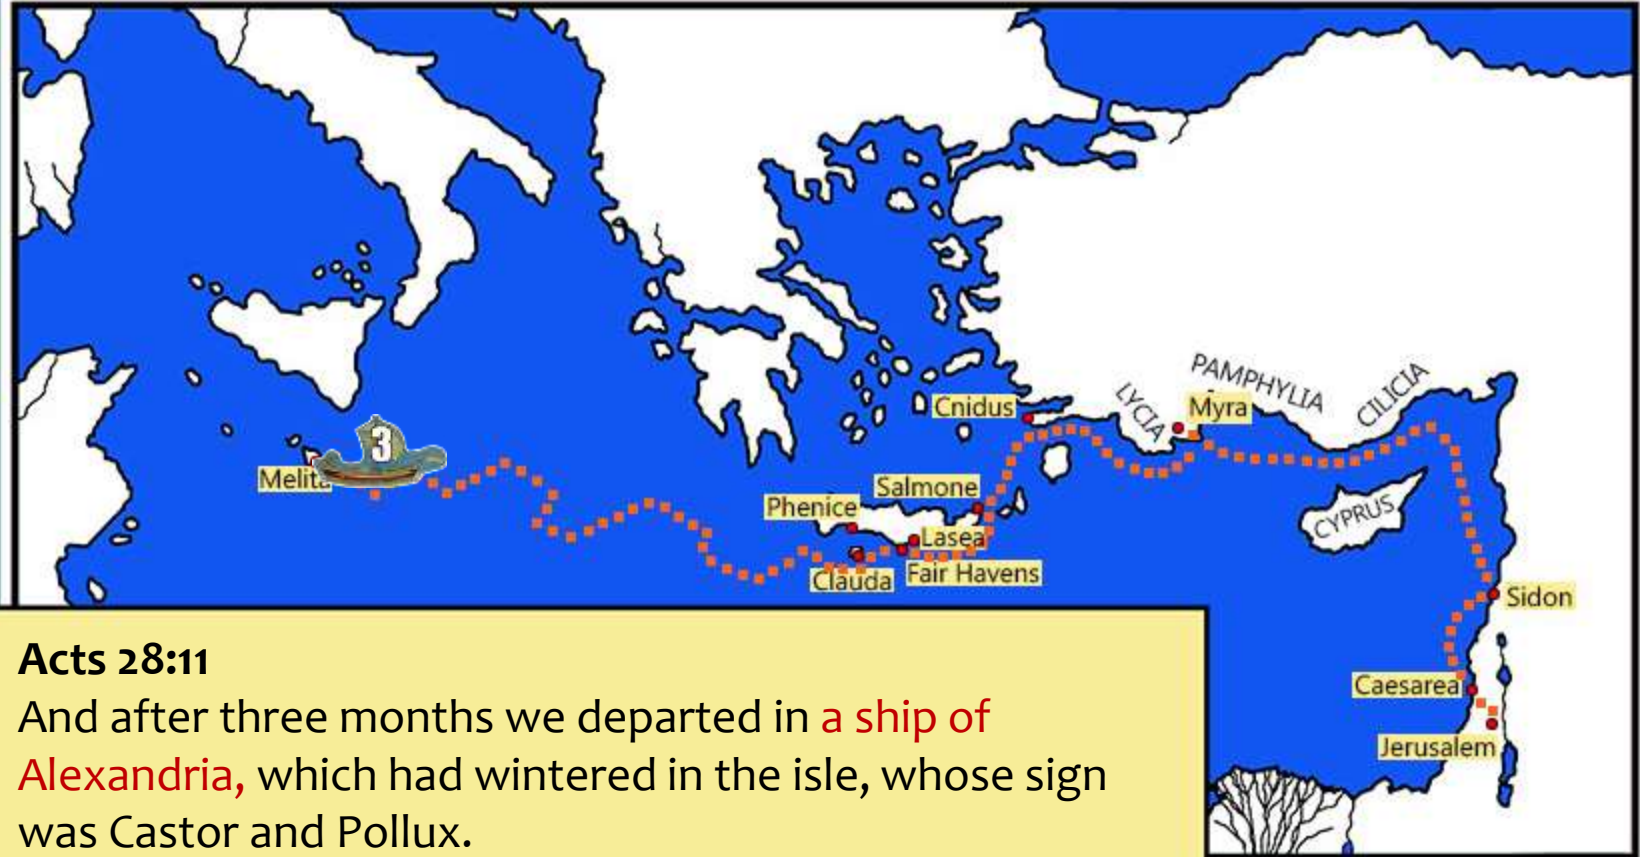 3
PAMPHYLIA
LYCIA
CILICIA
Cnidus
Myra
Melita
Salmone
Phenice
Lasea
Clauda
Fair Havens
CYPRUS
Sidon
Caesarea
Jerusalem
Acts 28:11
And after three months we departed in a ship of
Alexandria, which had wintered in the isle, whose sign
was Castor and Pollux.